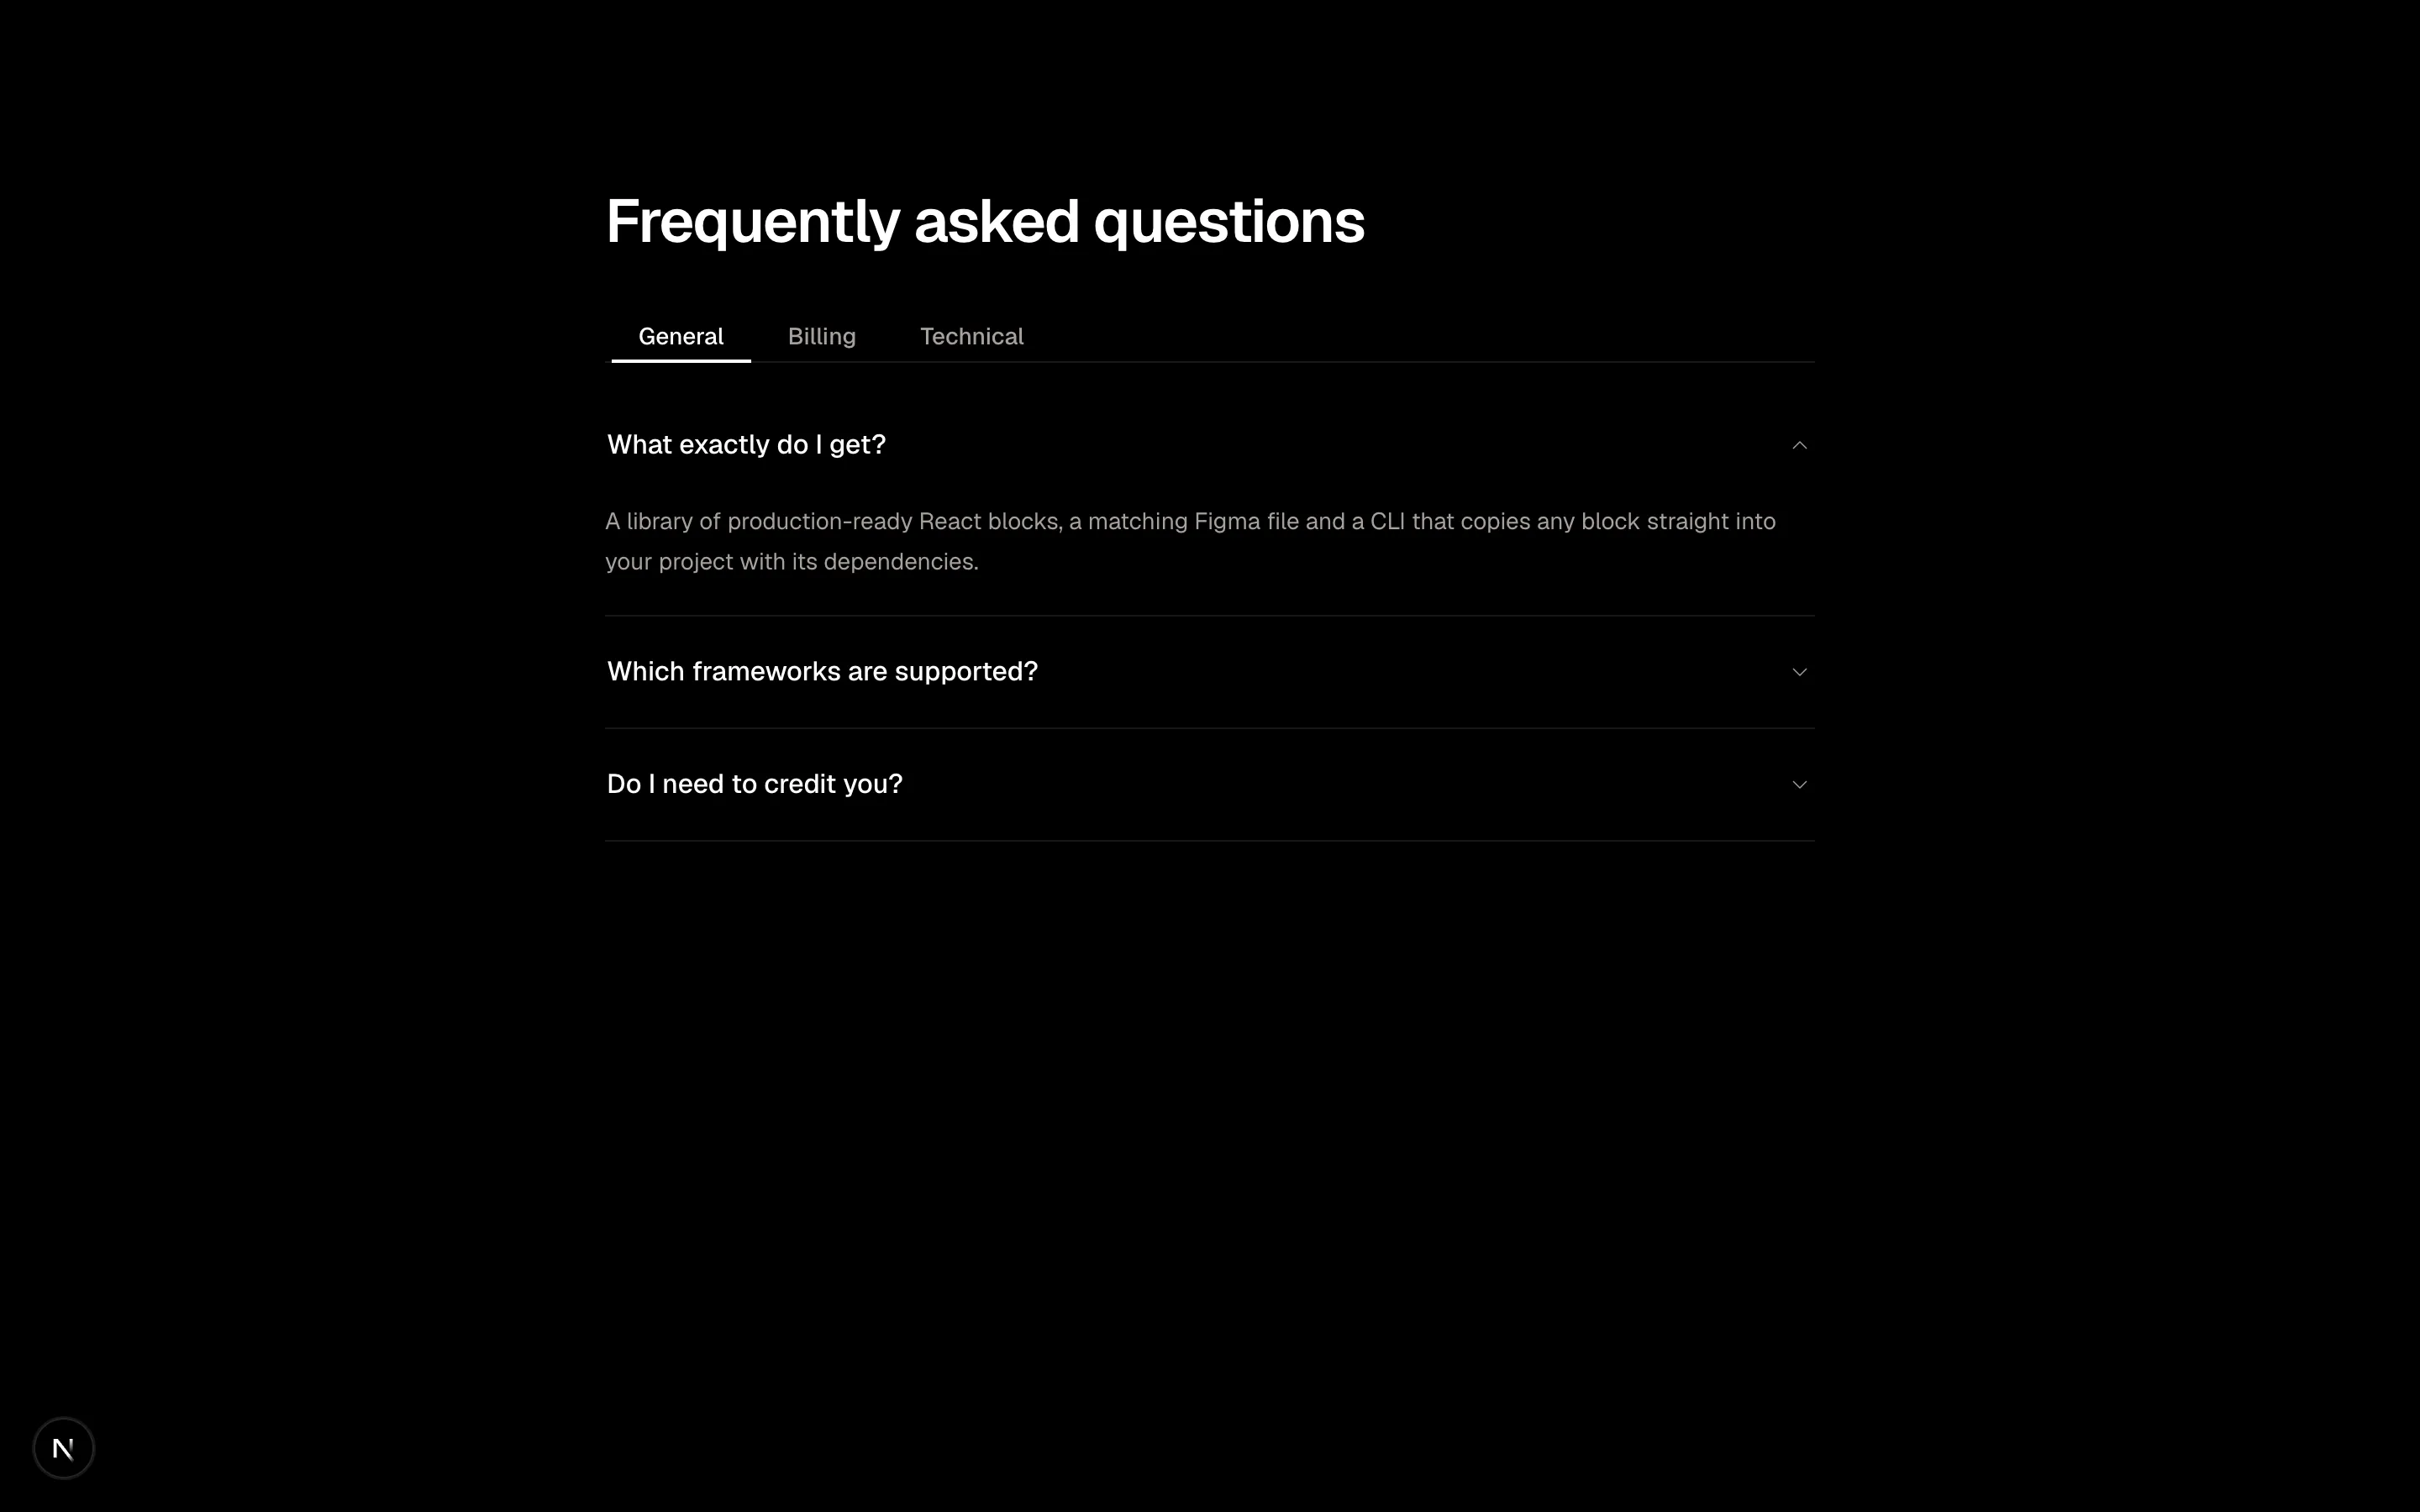 Frequently asked questions
General Billing Technical
What exactly do I get?
A library of production-ready React blocks, a matching Figma file and a CLI that copies any block straight into
your project with its dependencies.
Which frameworks are supported?
Do I need to credit you?
N